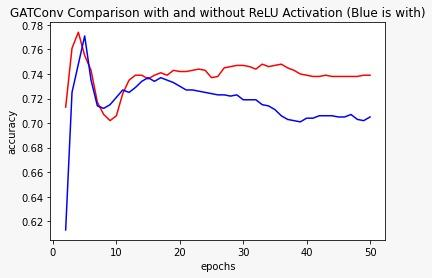 GATConv Comparison with and without ReLU Activation (Blue is with)
0.78
0.76
0.74
0.72
0.70
0.68
0.66
0.64
0.62
accuracy
0 10 20 30 40 50
epochs